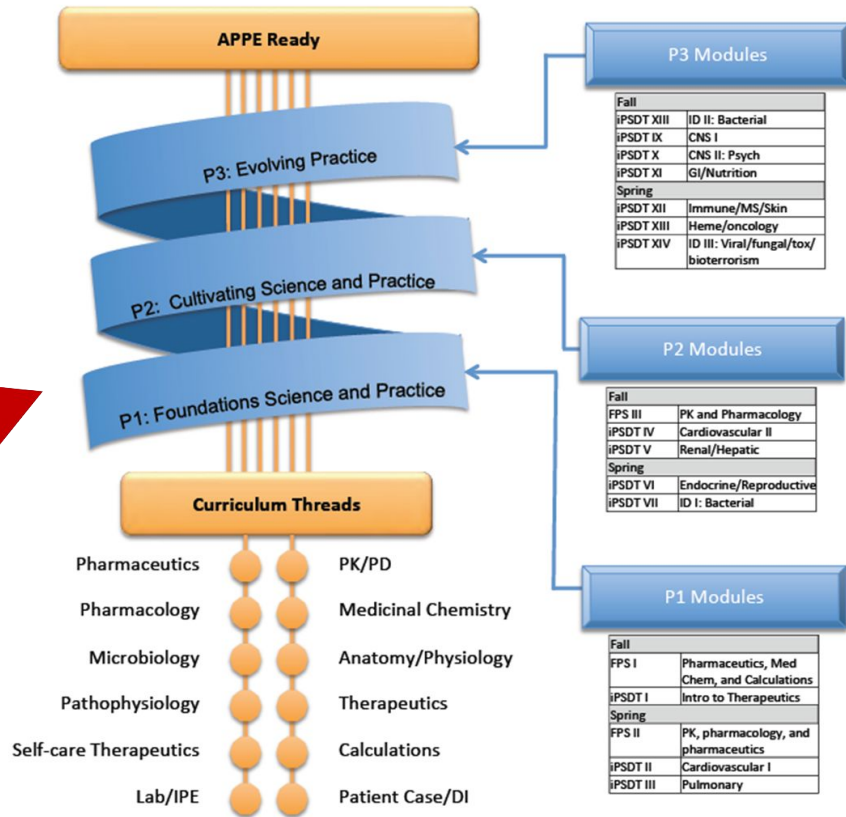 APPE Ready
P3: Evolving Practice
P2: Cultivating Science and Practice
P1: Foundations Science and Practice
Curriculum Threads
Pharmaceutics PK/PD
Pharmacology Medicinal Chemistry
Microbiology Anatomy/Physiology
Pathophysiology Therapeutics
Self-care Therapeutics Calculations
Lab/IPE Patient Case/DI
P3 Modules
Fall
iPSDT XIII ID II: Bacterial
iPSDT IX CNS I
iPSDT X CNS II: Psych
iPSDT XI GI/Nutrition
Spring
iPSDT XII Immune/MS/Skin
iPSDT XIII Heme/oncology
iPSDT XIV ID III: Viral/fungal/tox/
bioterrorism
P2 Modules
Fall
FPS III PK and Pharmacology
iPSDT IV Cardiovascular II
iPSDT V Renal/Hepatic
Spring
iPSDT VI Endocrine/Reproductive
iPSDT VII ID I: Bacterial
P1 Modules
Fall
FPS I Pharmaceutics, Med
Chem, and Calculations
iPSDT I Intro to Therapeutics
Spring
FPS II PK, pharmacology, and
pharmaceutics
iPSDT II Cardiovascular I
iPSDT III Pulmonary